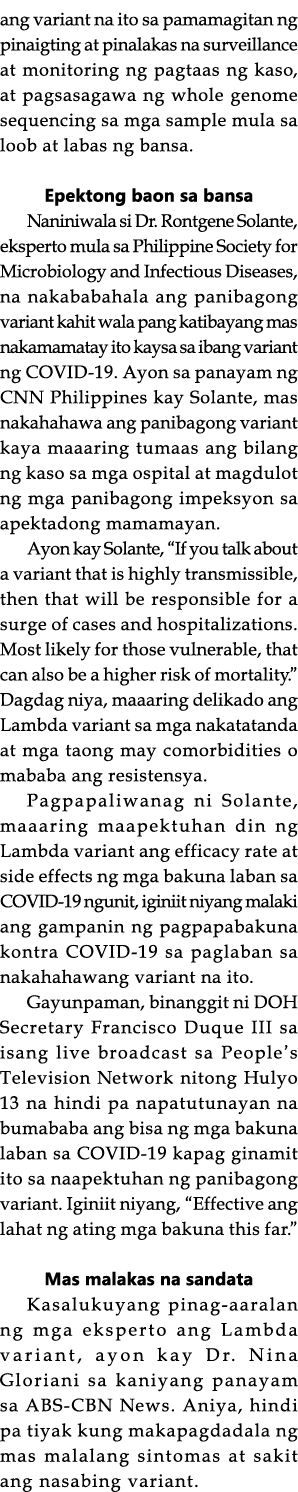 ang variant na ito sa pamamagitan ng
pinaigting at pinalakas na surveillance
at monitoring ng pagtaas ng kaso,
at pagsasagawa ng whole genome
sequencing sa mga sample mula sa
loob at labas ng bansa.
Epektong baon sa bansa
Naniniwala si Dr. Rontgene Solante,
eksperto mula sa Philippine Society for
Microbiology and Infectious Diseases,
na nakababahala ang panibagong
variant kahit wala pang katibayang mas
nakamamatay ito kaysa sa ibang variant
ng COVID-19. Ayon sa panayam ng
CNN Philippines kay Solante, mas
nakahahawa ang panibagong variant
kaya maaaring tumaas ang bilang
ng kaso sa mga ospital at magdulot
ng mga panibagong impeksyon sa
apektadong mamamayan.
Ayon kay Solante, “If you talk about
a variant that is highly transmissible,
then that will be responsible for a
surge of cases and hospitalizations.
Most likely for those vulnerable, that
can also be a higher risk of mortality.”
Dagdag niya, maaaring delikado ang
Lambda variant sa mga nakatatanda
at mga taong may comorbidities o
mababa ang resistensya.
Pagpapaliwanag ni Solante,
maaaring maapektuhan din ng
Lambda variant ang efficacy rate at
side effects ng mga bakuna laban sa
COVID-19 ngunit, iginiit niyang malaki
ang gampanin ng pagpapabakuna
kontra COVID-19 sa paglaban sa
nakahahawang variant na ito.
Gayunpaman, binanggit ni DOH
Secretary Francisco Duque III sa
isang live broadcast sa People’s
Television Network nitong Hulyo
13 na hindi pa napatutunayan na
bumababa ang bisa ng mga bakuna
laban sa COVID-19 kapag ginamit
ito sa naapektuhan ng panibagong
variant. Iginiit niyang, “Effective ang
lahat ng ating mga bakuna this far.”
Mas malakas na sandata
Kasalukuyang pinag-aaralan
ng mga eksperto ang Lambda
variant, ayon kay Dr. Nina
Gloriani sa kaniyang panayam
sa ABS-CBN News. Aniya, hindi
pa tiyak kung makapagdadala ng
mas malalang sintomas at sakit
ang nasabing variant.